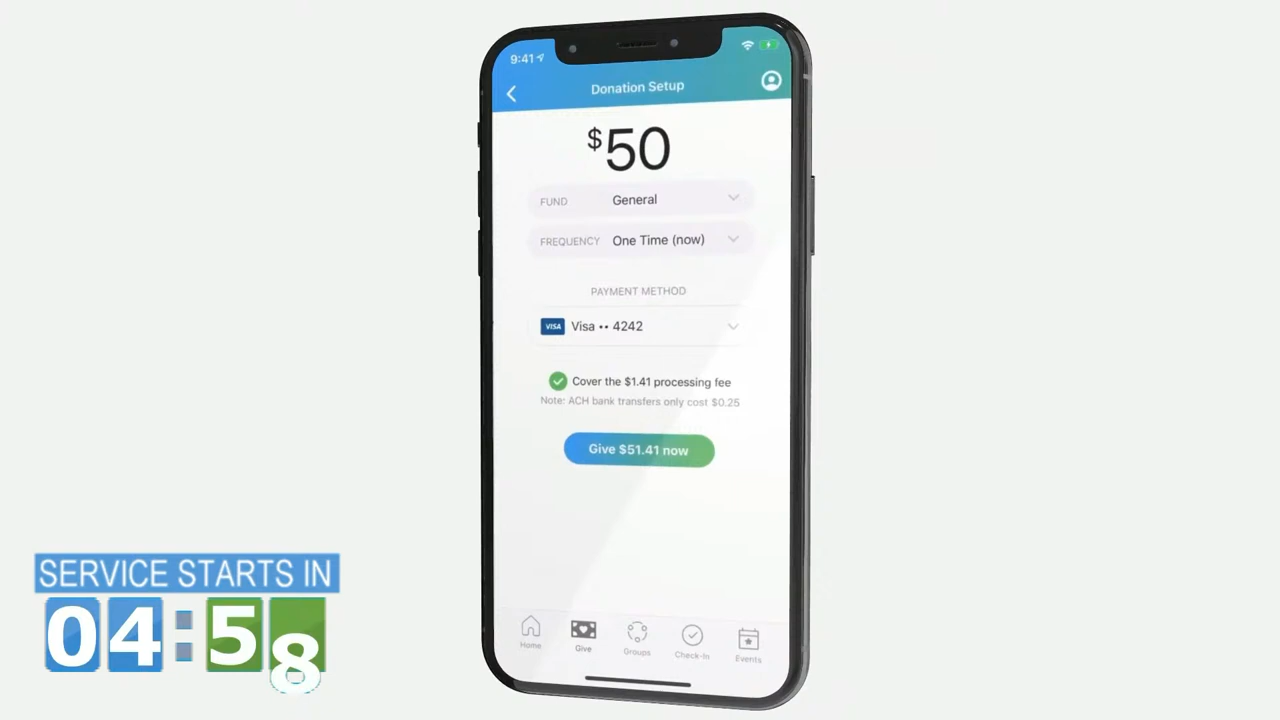 9:41
Donation Setup
$50
FUND General
FREQUENCY One Time (now)
PAYMENT METHOD
VISA Visa •• 4242
Cover the $1.41 processing fee
Note: ACH bank transfers only cost $0.25
Give $51.41 now
Home Give Groups Check-In Events
SERVICE STARTS IN
04:58